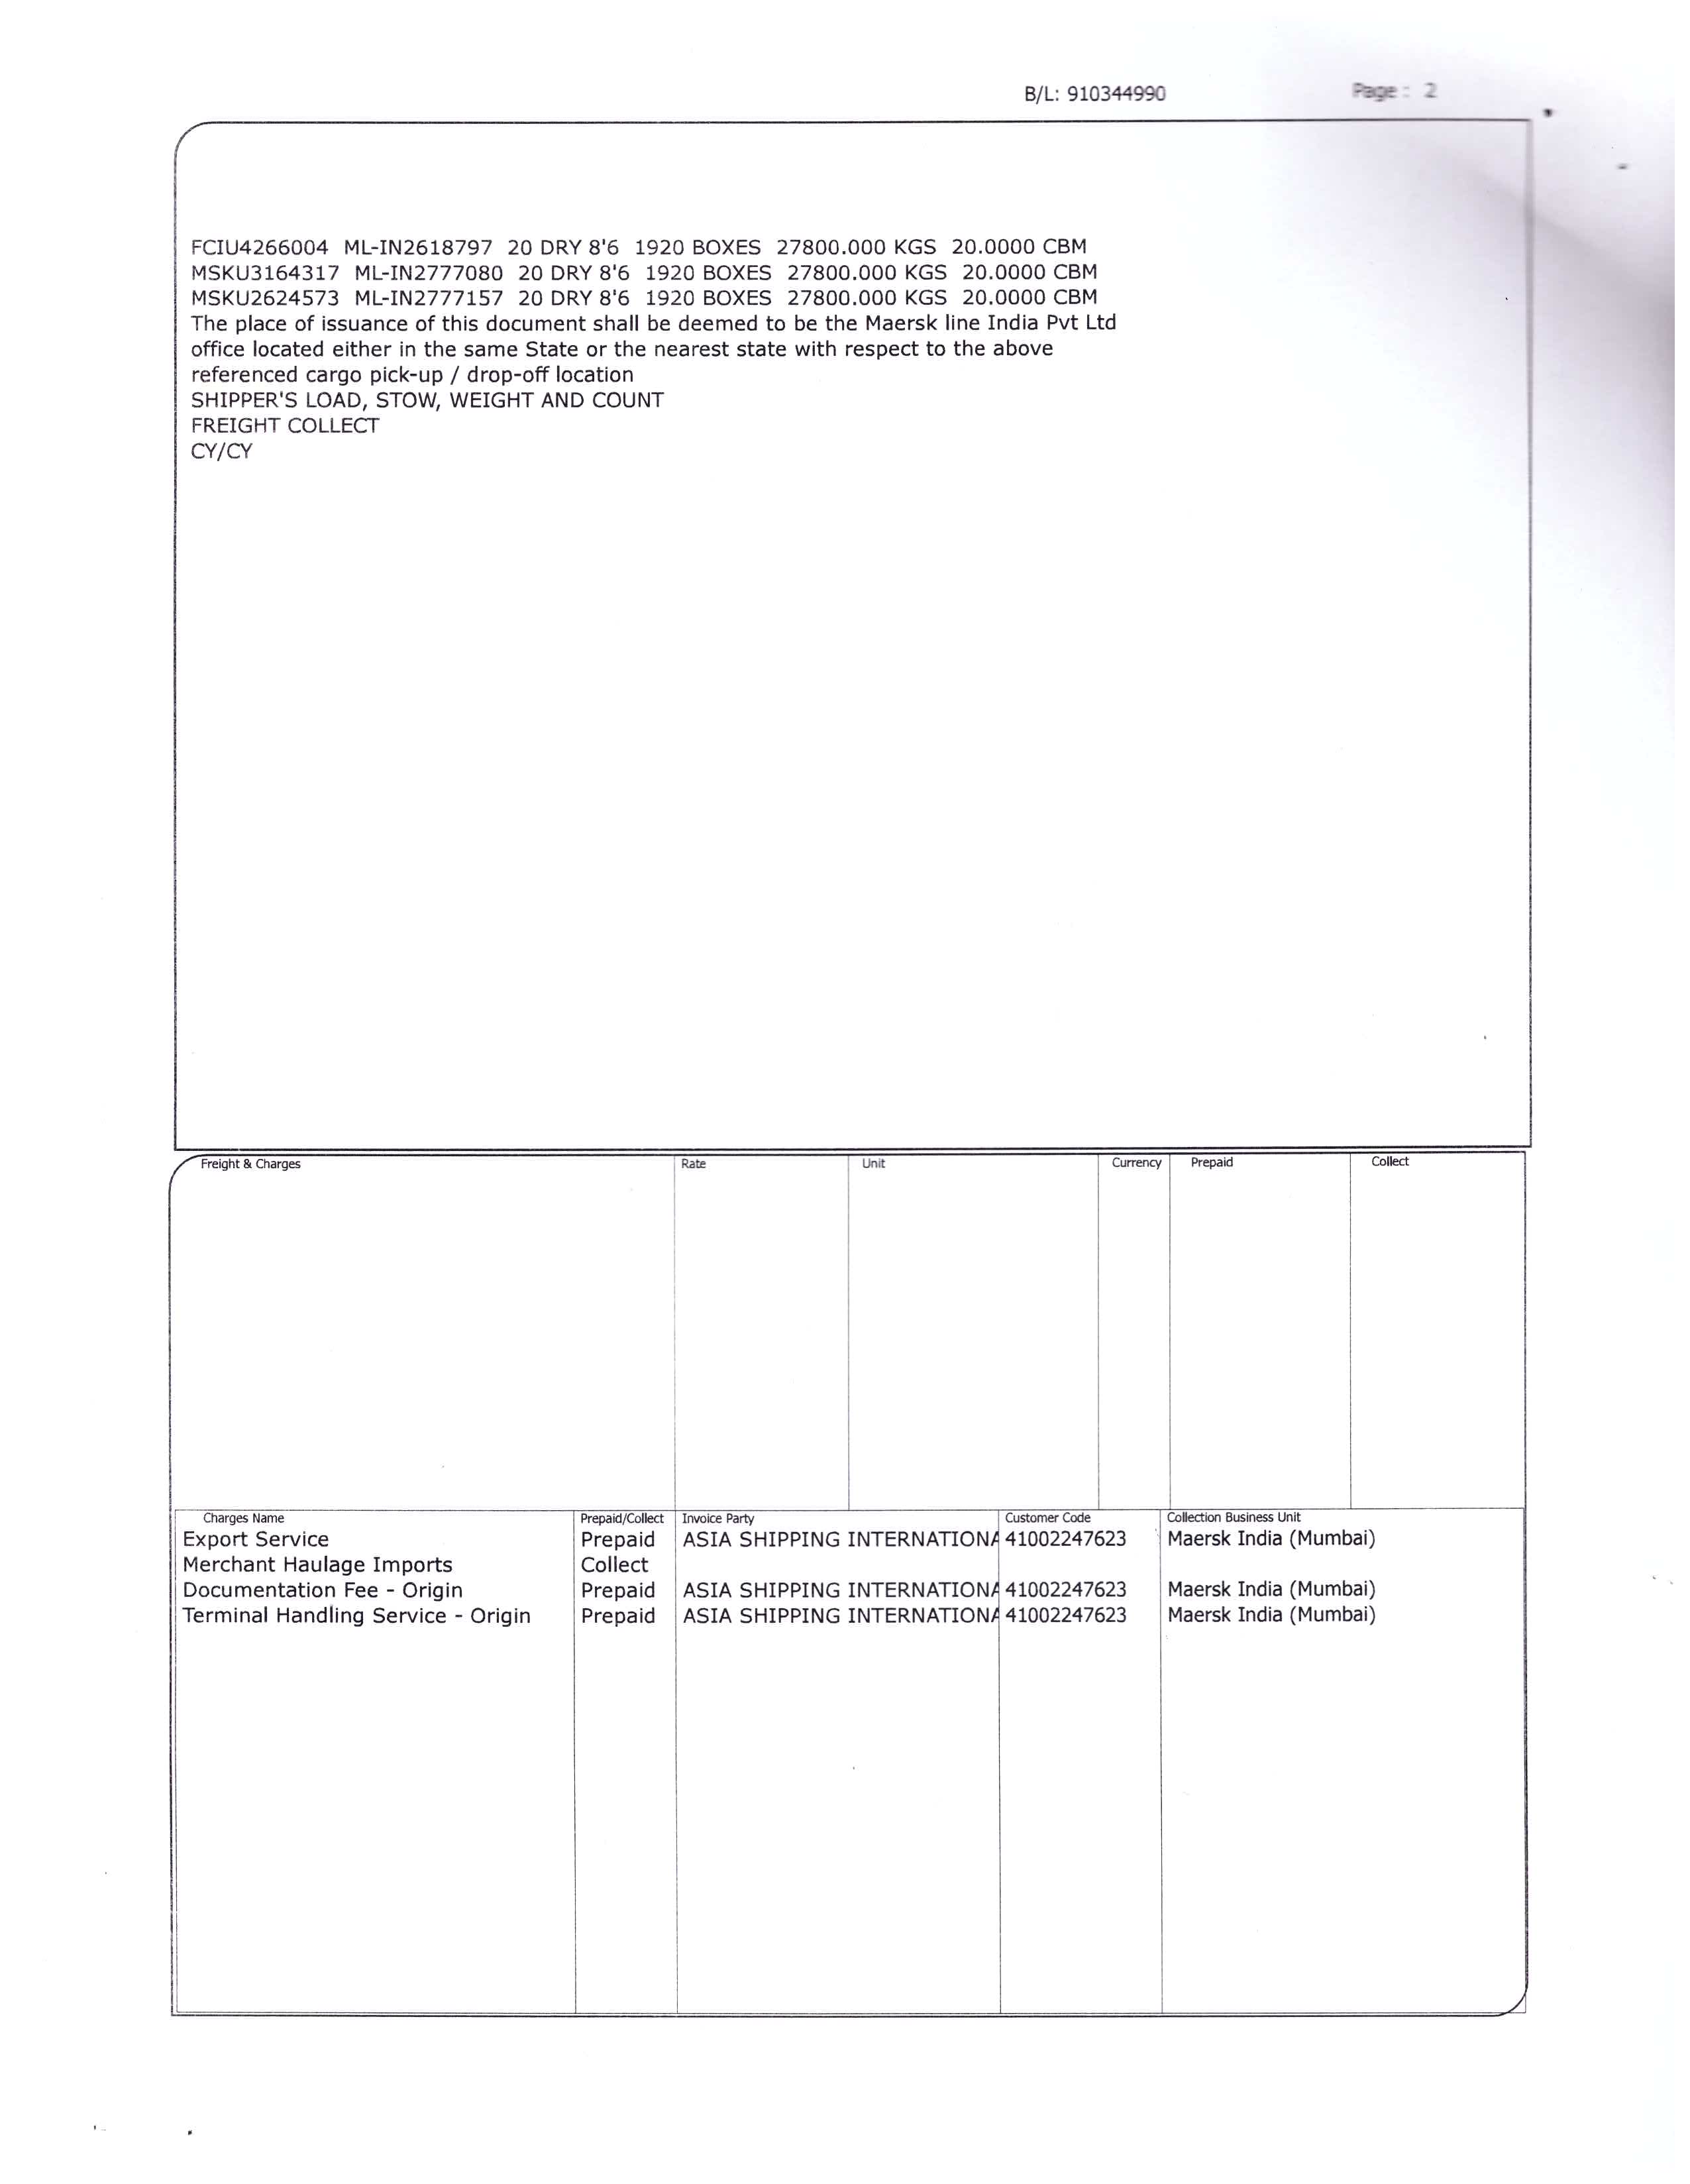 B/L: 910344990 Page : 2
FCIU4266004 ML-IN2618797 20 DRY 8'6 1920 BOXES 27800.000 KGS 20.0000 CBM
MSKU3164317 ML-IN2777080 20 DRY 8'6 1920 BOXES 27800.000 KGS 20.0000 CBM
MSKU2624573 ML-IN2777157 20 DRY 8'6 1920 BOXES 27800.000 KGS 20.0000 CBM
The place of issuance of this document shall be deemed to be the Maersk line India Pvt Ltd
office located either in the same State or the nearest state with respect to the above
referenced cargo pick-up / drop-off location
SHIPPER'S LOAD, STOW, WEIGHT AND COUNT
FREIGHT COLLECT
CY/CY
Freight & Charges Rate Unit Currency Prepaid Collect
Charges Name Prepaid/Collect Invoice Party Customer Code Collection Business Unit
Export Service Prepaid ASIA SHIPPING INTERNATIONA 41002247623 Maersk India (Mumbai)
Merchant Haulage Imports Collect
Documentation Fee - Origin Prepaid ASIA SHIPPING INTERNATIONA 41002247623 Maersk India (Mumbai)
Terminal Handling Service - Origin Prepaid ASIA SHIPPING INTERNATIONA 41002247623 Maersk India (Mumbai)